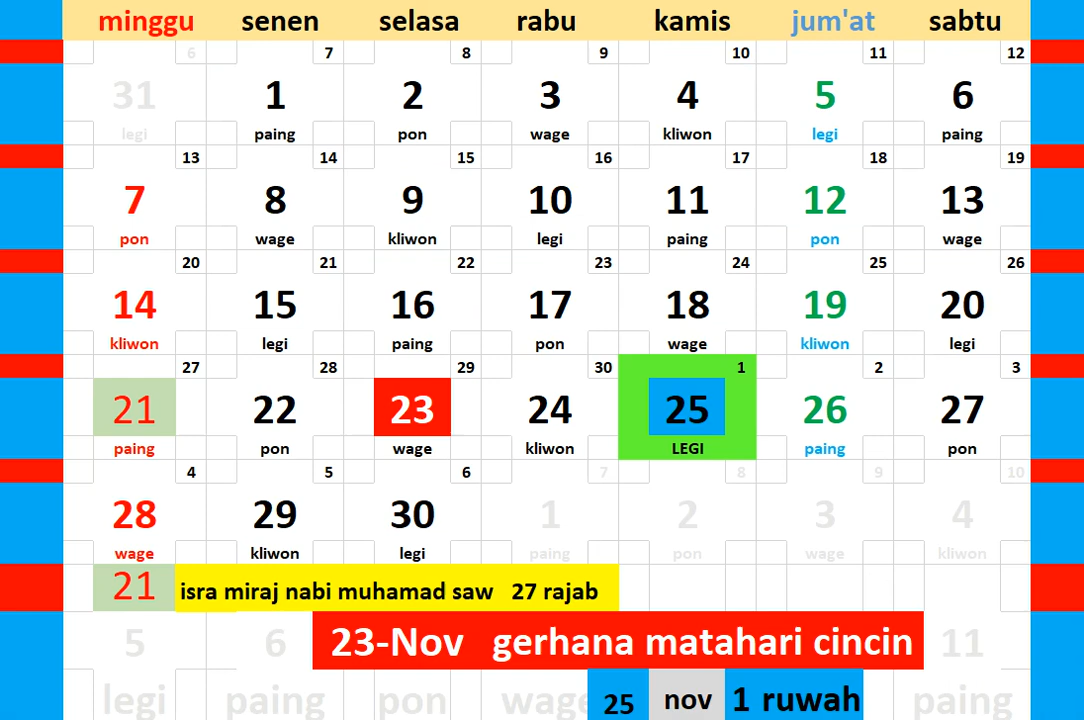 minggu senen selasa rabu kamis jum'at sabtu
6 7 8 9 10 11 12
31 1 2 3 4 5 6
legi paing pon wage kliwon legi paing
13 14 15 16 17 18 19
7 8 9 10 11 12 13
pon wage kliwon legi paing pon wage
20 21 22 23 24 25 26
14 15 16 17 18 19 20
kliwon legi paing pon wage kliwon legi
27 28 29 30 1 2 3
21 22 23 24 25 26 27
paing pon wage kliwon LEGI paing pon
4 5 6 7 8 9 10
28 29 30 1 2 3 4
wage kliwon legi paing pon wage kliwon
21 isra miraj nabi muhamad saw 27 rajab
5 6 23-Nov gerhana matahari cincin 11
legi paing pon wage 25 nov 1 ruwah paing